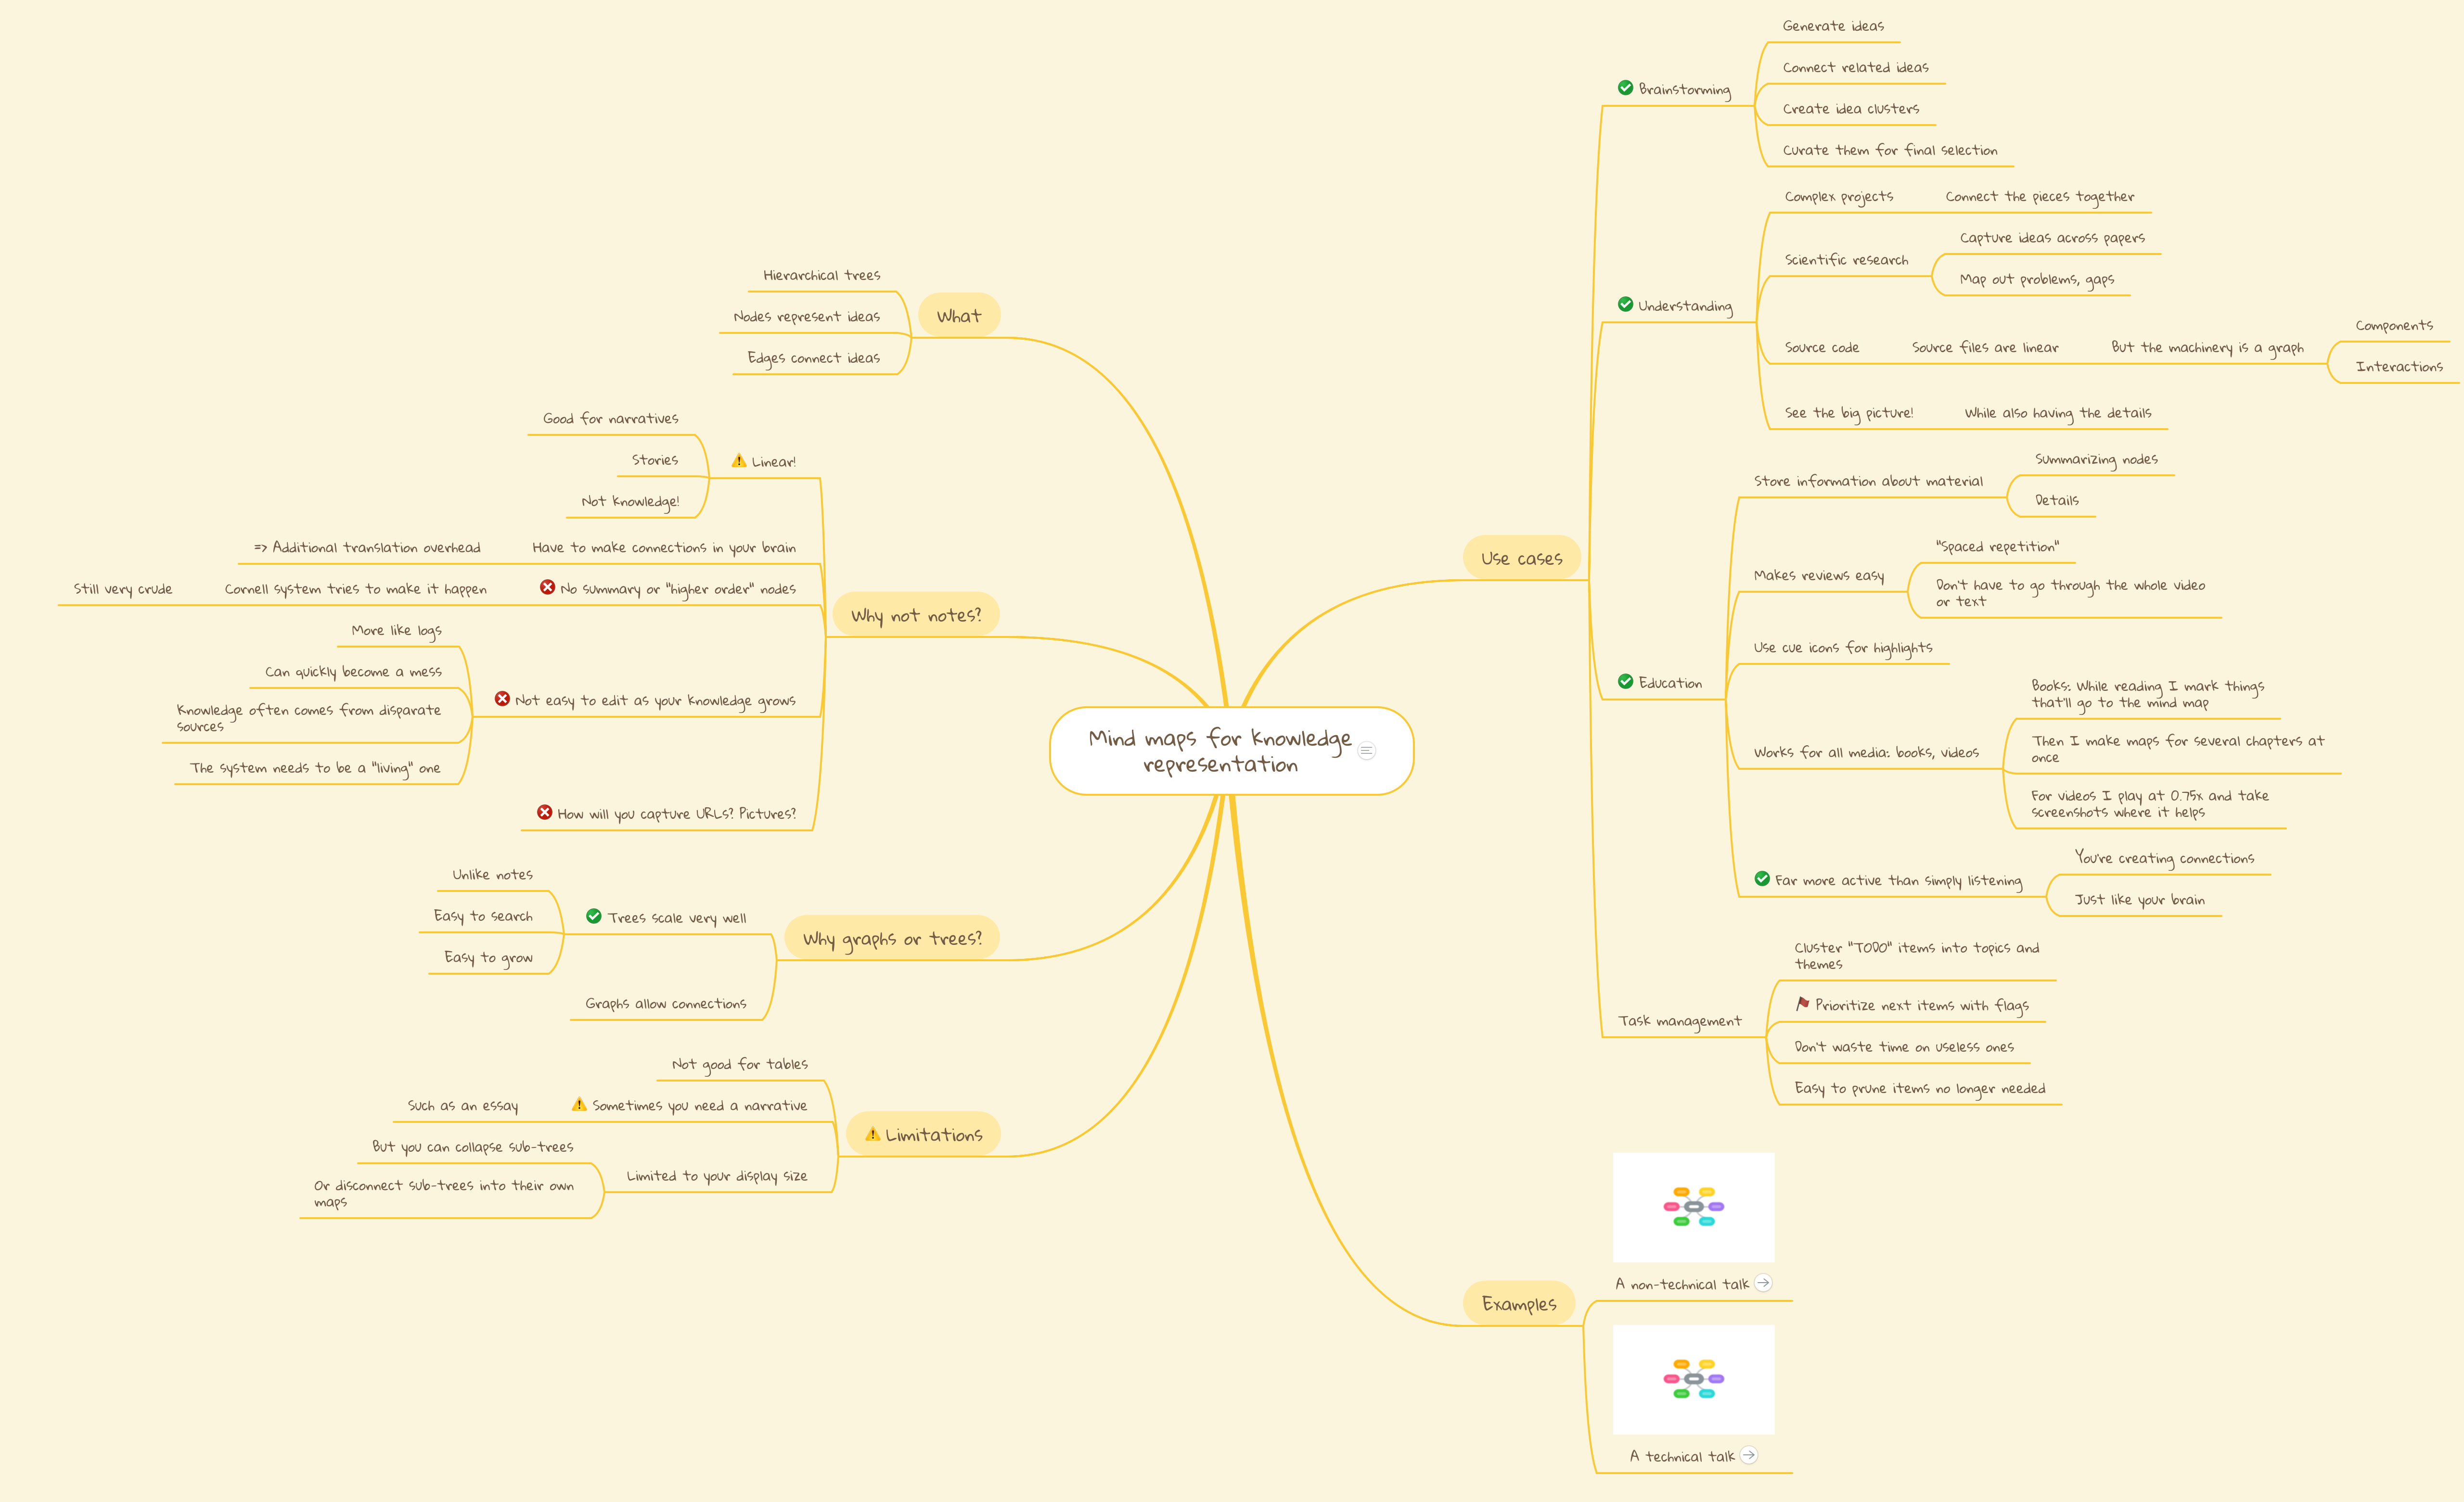 Mind maps for knowledge
representation
What
Hierarchical trees
Nodes represent ideas
Edges connect ideas
Why not notes?
Linear!
Good for narratives
Stories
Not knowledge!
Have to make connections in your brain
=> Additional translation overhead
No summary or "higher order" nodes
Cornell system tries to make it happen
Still very crude
Not easy to edit as your knowledge grows
More like logs
Can quickly become a mess
Knowledge often comes from disparate
sources
The system needs to be a "living" one
How will you capture URLs? Pictures?
Why graphs or trees?
Trees scale very well
Unlike notes
Easy to search
Easy to grow
Graphs allow connections
Limitations
Not good for tables
Sometimes you need a narrative
Such as an essay
Limited to your display size
But you can collapse sub-trees
Or disconnect sub-trees into their own
maps
Use cases
Brainstorming
Generate ideas
Connect related ideas
Create idea clusters
Curate them for final selection
Understanding
Complex projects
Connect the pieces together
Scientific research
Capture ideas across papers
Map out problems, gaps
Source code
Source files are linear
But the machinery is a graph
Components
Interactions
See the big picture!
While also having the details
Education
Store information about material
Summarizing nodes
Details
Makes reviews easy
"Spaced repetition"
Don't have to go through the whole video
or text
Use cue icons for highlights
Works for all media: books, videos
Books: While reading I mark things
that'll go to the mind map
Then I make maps for several chapters at
once
For videos I play at 0.75x and take
screenshots where it helps
Far more active than simply listening
You're creating connections
Just like your brain
Task management
Cluster "TODO" items into topics and
themes
Prioritize next items with flags
Don't waste time on useless ones
Easy to prune items no longer needed
Examples
A non-technical talk
A technical talk